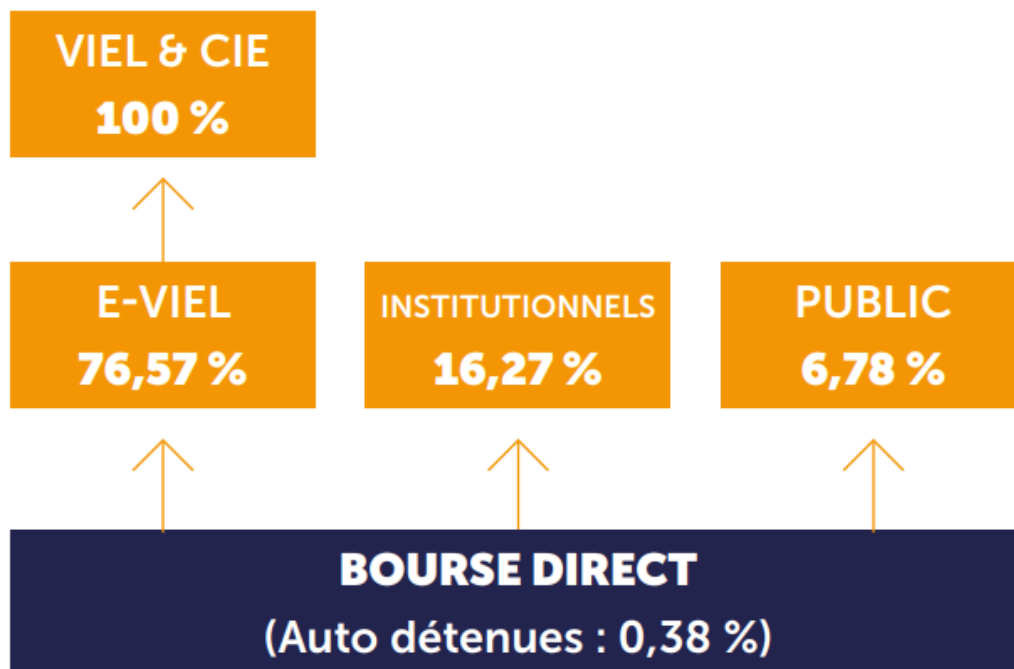 VIEL & CIE
100 %
E-VIEL
76,57 %
INSTITUTIONNELS
16,27 %
PUBLIC
6,78 %
BOURSE DIRECT
(Auto détenues : 0,38 %)